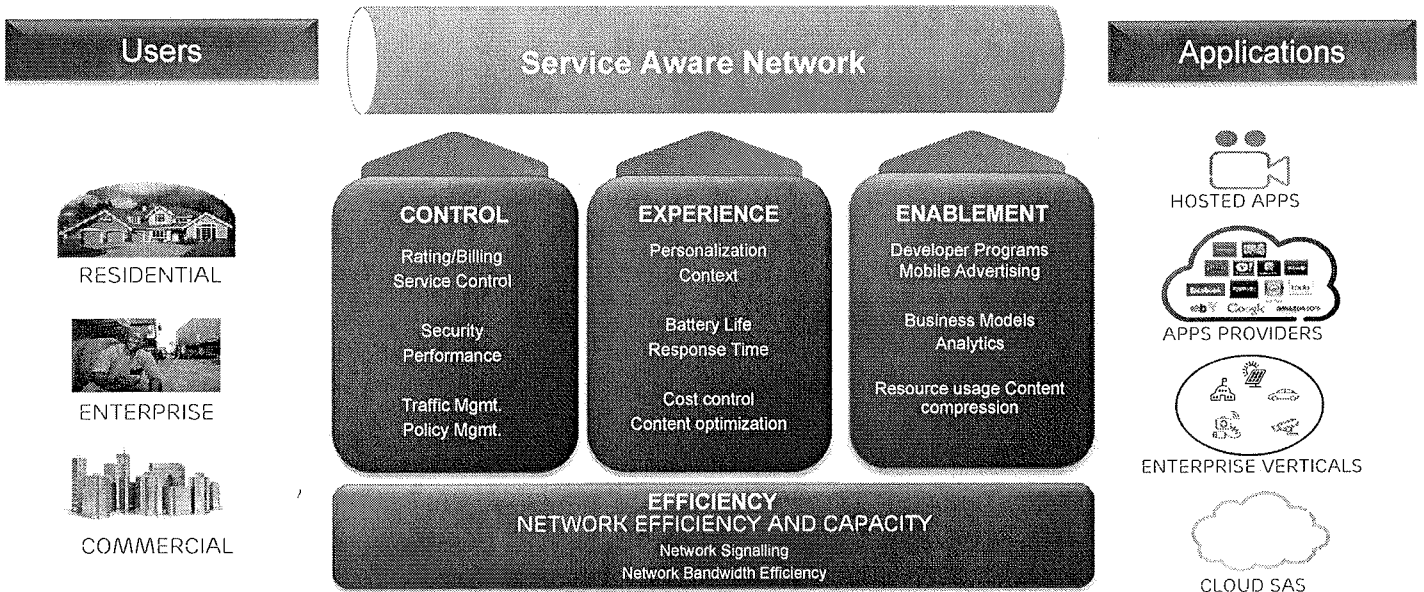 Users
Service Aware Network
Applications
RESIDENTIAL
ENTERPRISE
COMMERCIAL
CONTROL
Rating/Billing
Service Control
Security
Performance
Traffic Mgmt.
Policy Mgmt.
EXPERIENCE
Personalization
Context
Battery Life
Response Time
Cost control
Content optimization
ENABLEMENT
Developer Programs
Mobile Advertising
Business Models
Analytics
Resource usage Content
compression
EFFICIENCY
NETWORK EFFICIENCY AND CAPACITY
Network Signalling
Network Bandwidth Efficiency
HOSTED APPS
Google
APPS PROVIDERS
ENTERPRISE VERTICALS
CLOUD SAS